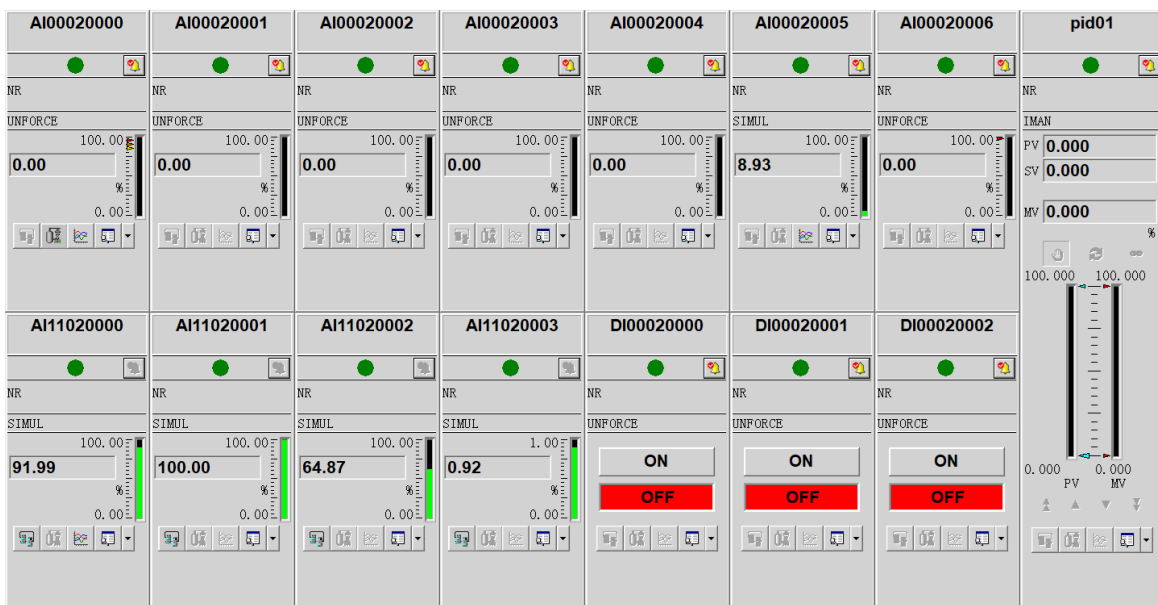 AI00020000
NR
UNFORCE
100.00
0.00
%
0.00
AI00020001
NR
UNFORCE
100.00
0.00
%
0.00
AI00020002
NR
UNFORCE
100.00
0.00
%
0.00
AI00020003
NR
UNFORCE
100.00
0.00
%
0.00
AI00020004
NR
UNFORCE
100.00
0.00
%
0.00
AI00020005
NR
SIMUL
100.00
8.93
%
0.00
AI00020006
NR
UNFORCE
100.00
0.00
%
0.00
pid01
NR
IMAN
PV 0.000
SV 0.000
MV 0.000
%
100.000 100.000
0.000 0.000
PV MV
AI11020000
NR
SIMUL
100.00
91.99
%
0.00
AI11020001
NR
SIMUL
100.00
100.00
%
0.00
AI11020002
NR
SIMUL
100.00
64.87
%
0.00
AI11020003
NR
SIMUL
1.00
0.92
%
0.00
DI00020000
NR
UNFORCE
ON
OFF
DI00020001
NR
UNFORCE
ON
OFF
DI00020002
NR
UNFORCE
ON
OFF